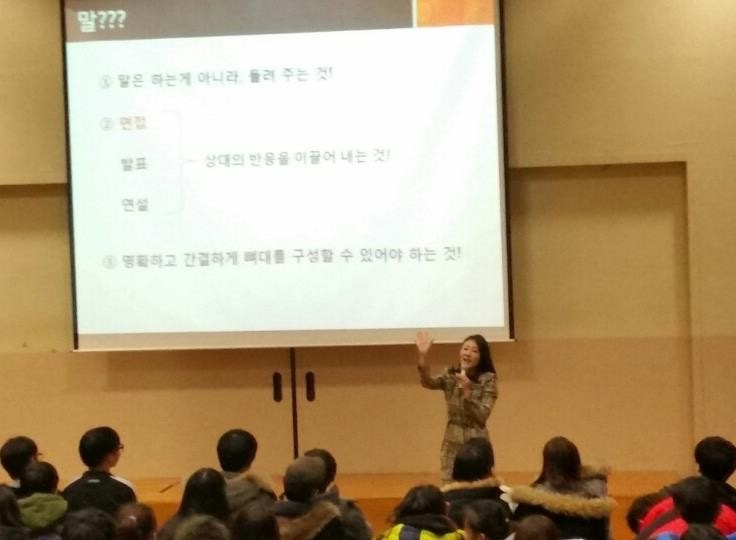 말???
① 말은 하는게 아니라, 들려 주는 것!
② 면접
발표
상대의 반응을 이끌어 내는 것!
연설
③ 명확하고 간결하게 뼈대를 구성할 수 있어야 하는 것!